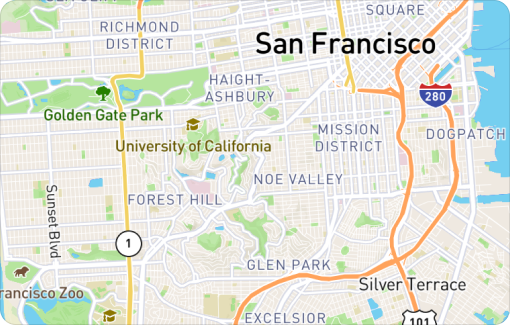 SQUARE
RICHMOND
DISTRICT
San Francisco
HAIGHT-
ASHBURY
280
Golden Gate Park
MISSION
DISTRICT
DOGPATCH
University of California
NOE VALLEY
Sunset Blvd
FOREST HILL
1
GLEN PARK
Silver Terrace
rancisco Zoo
EXCELSIOR
101